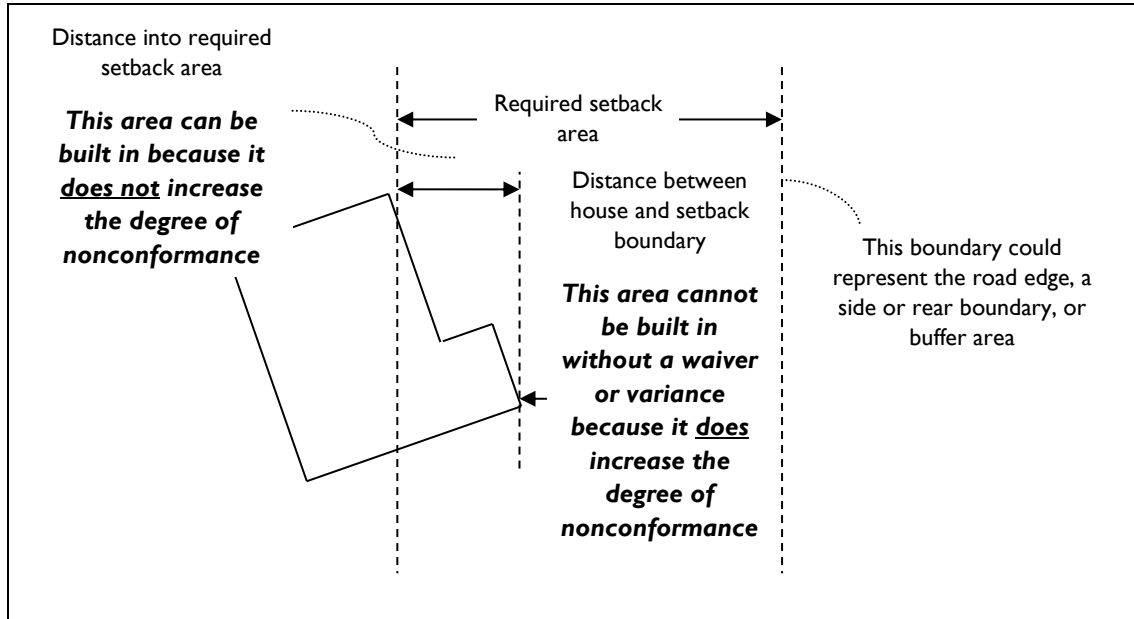 Distance into required
setback area
This area can be
built in because it
does not increase
the degree of
nonconformance
Required setback
area
Distance between
house and setback
boundary
This area cannot
be built in
without a waiver
or variance
because it does
increase the
degree of
nonconformance
This boundary could
represent the road edge, a
side or rear boundary, or
buffer area